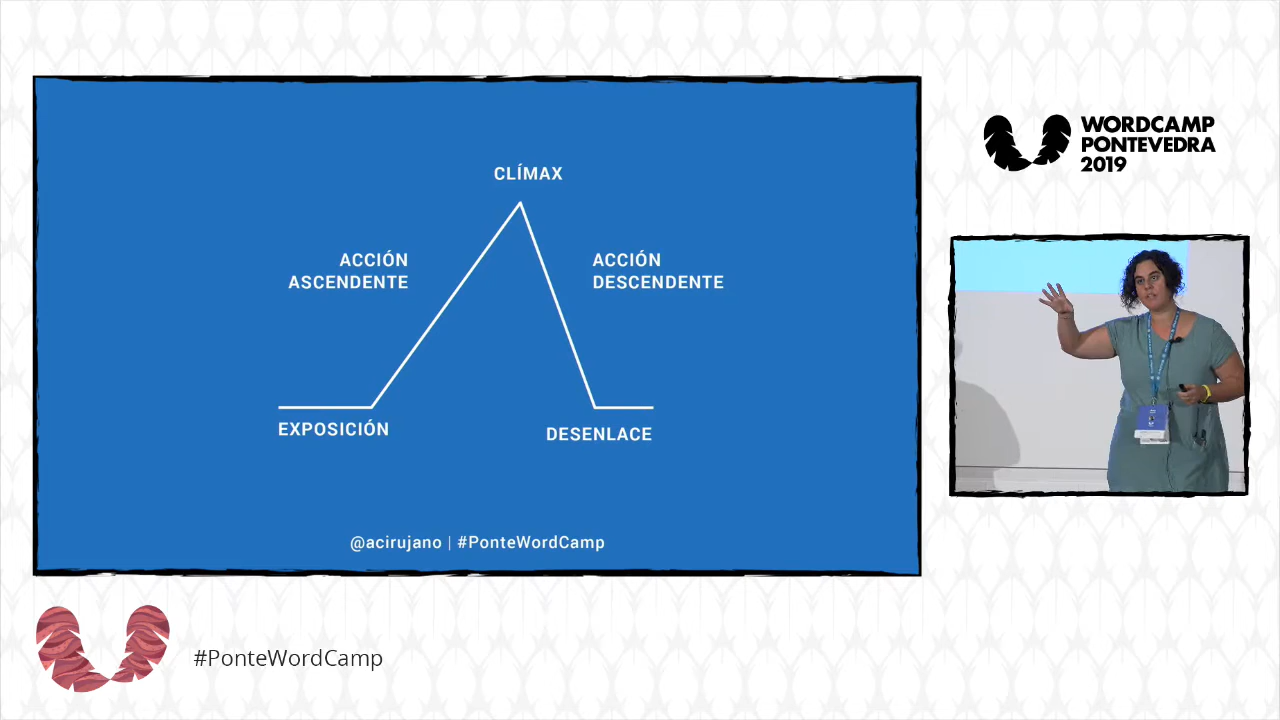 CLÍMAX
ACCIÓN
ASCENDENTE
ACCIÓN
DESCENDENTE
EXPOSICIÓN
DESENLACE
@acirujano | #PonteWordCamp
WORDCAMP
PONTEVEDRA
2019
#PonteWordCamp